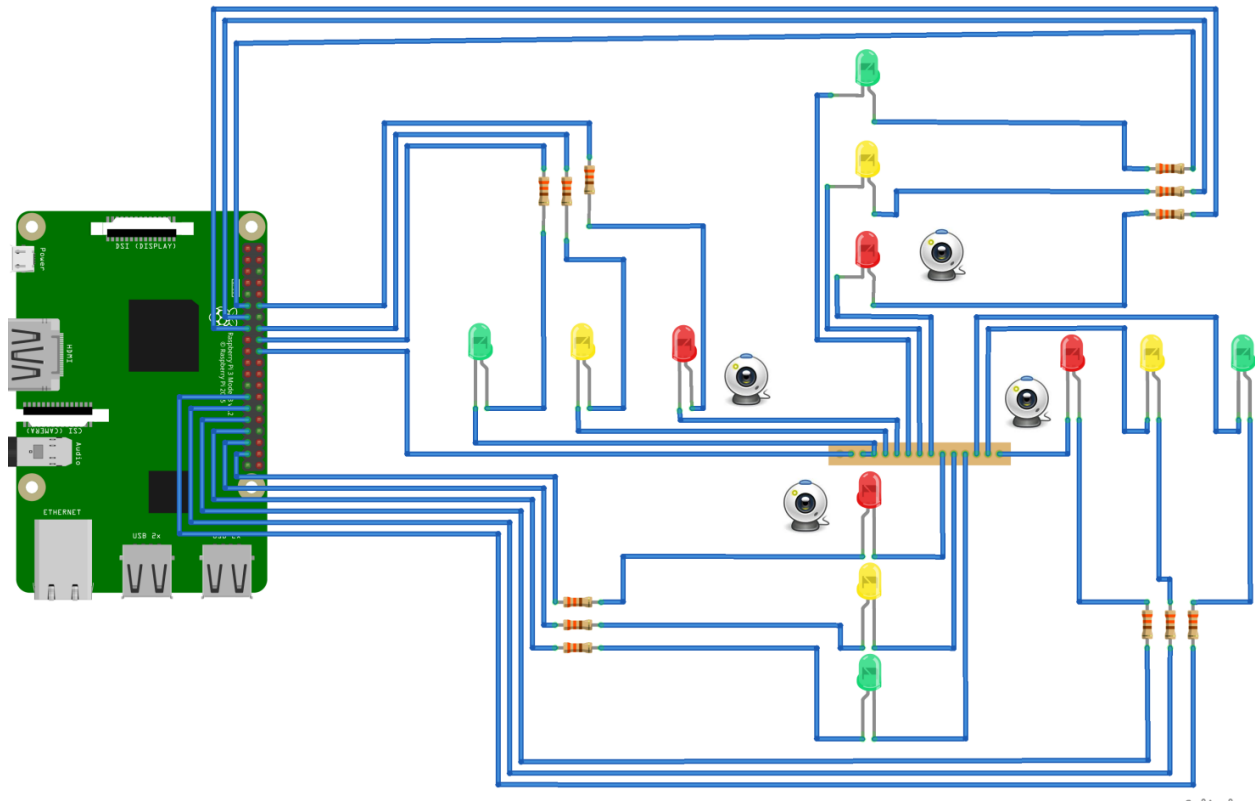 DSI (DISPLAY)
Power
HDMI
Raspberry Pi 3 Model B v1.2
© Raspberry Pi 2015
CSI (CAMERA)
Audio
ETHERNET
USB 2x
USB 2x